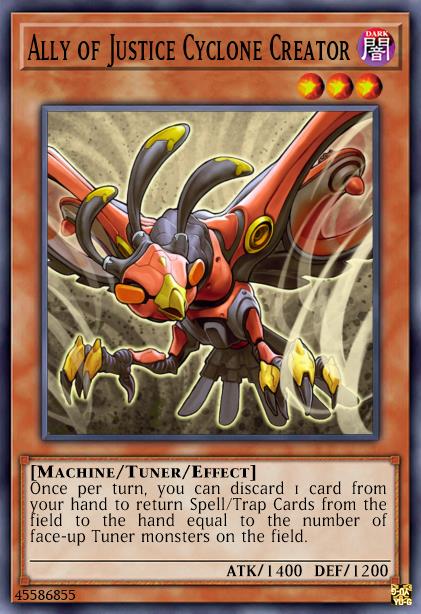 Ally of Justice Cyclone Creator
DARK
闇
[Machine/Tuner/Effect]
Once per turn, you can discard 1 card from
your hand to return Spell/Trap Cards from the
field to the hand equal to the number of
face-up Tuner monsters on the field.
ATK/1400 DEF/1200
45586855